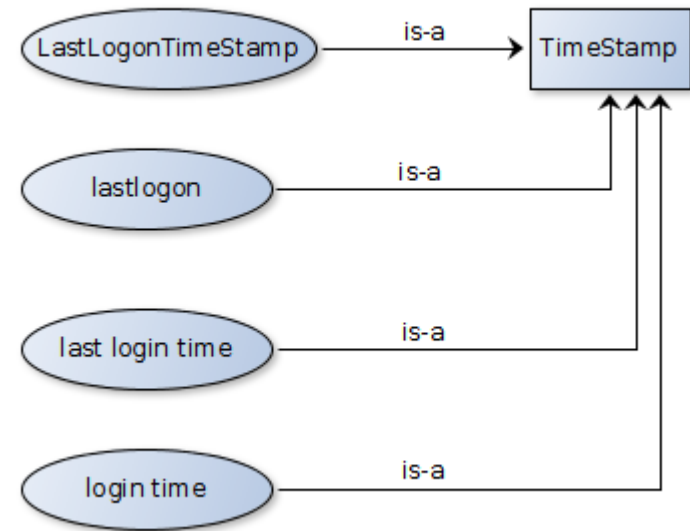 LastLogonTimeStamp
is-a
TimeStamp
lastlogon
is-a
last login time
is-a
login time
is-a